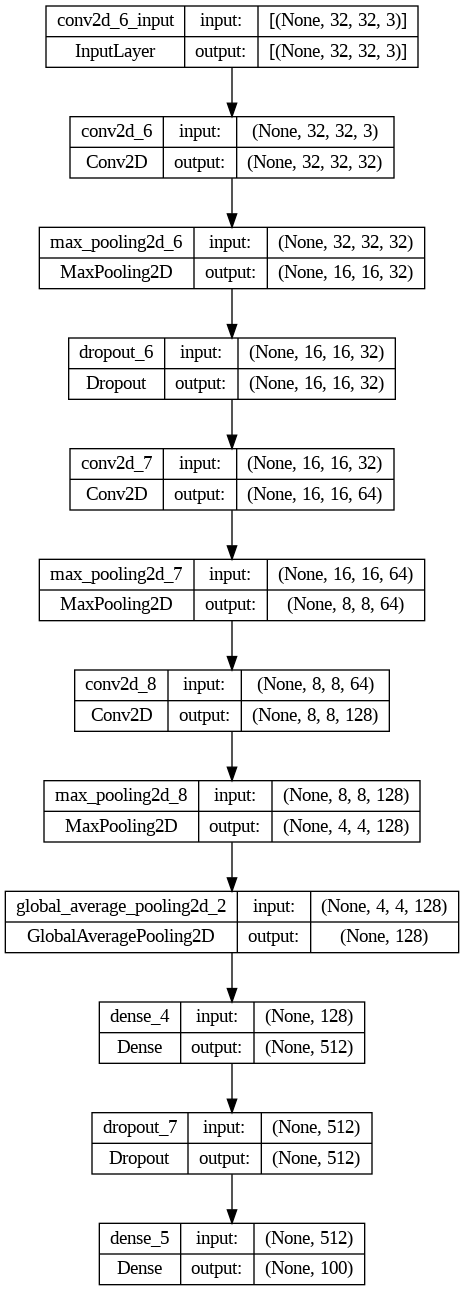 conv2d_6_input input: [(None, 32, 32, 3)]
InputLayer output: [(None, 32, 32, 3)]
conv2d_6 input: (None, 32, 32, 3)
Conv2D output: (None, 32, 32, 32)
max_pooling2d_6 input: (None, 32, 32, 32)
MaxPooling2D output: (None, 16, 16, 32)
dropout_6 input: (None, 16, 16, 32)
Dropout output: (None, 16, 16, 32)
conv2d_7 input: (None, 16, 16, 32)
Conv2D output: (None, 16, 16, 64)
max_pooling2d_7 input: (None, 16, 16, 64)
MaxPooling2D output: (None, 8, 8, 64)
conv2d_8 input: (None, 8, 8, 64)
Conv2D output: (None, 8, 8, 128)
max_pooling2d_8 input: (None, 8, 8, 128)
MaxPooling2D output: (None, 4, 4, 128)
global_average_pooling2d_2 input: (None, 4, 4, 128)
GlobalAveragePooling2D output: (None, 128)
dense_4 input: (None, 128)
Dense output: (None, 512)
dropout_7 input: (None, 512)
Dropout output: (None, 512)
dense_5 input: (None, 512)
Dense output: (None, 100)